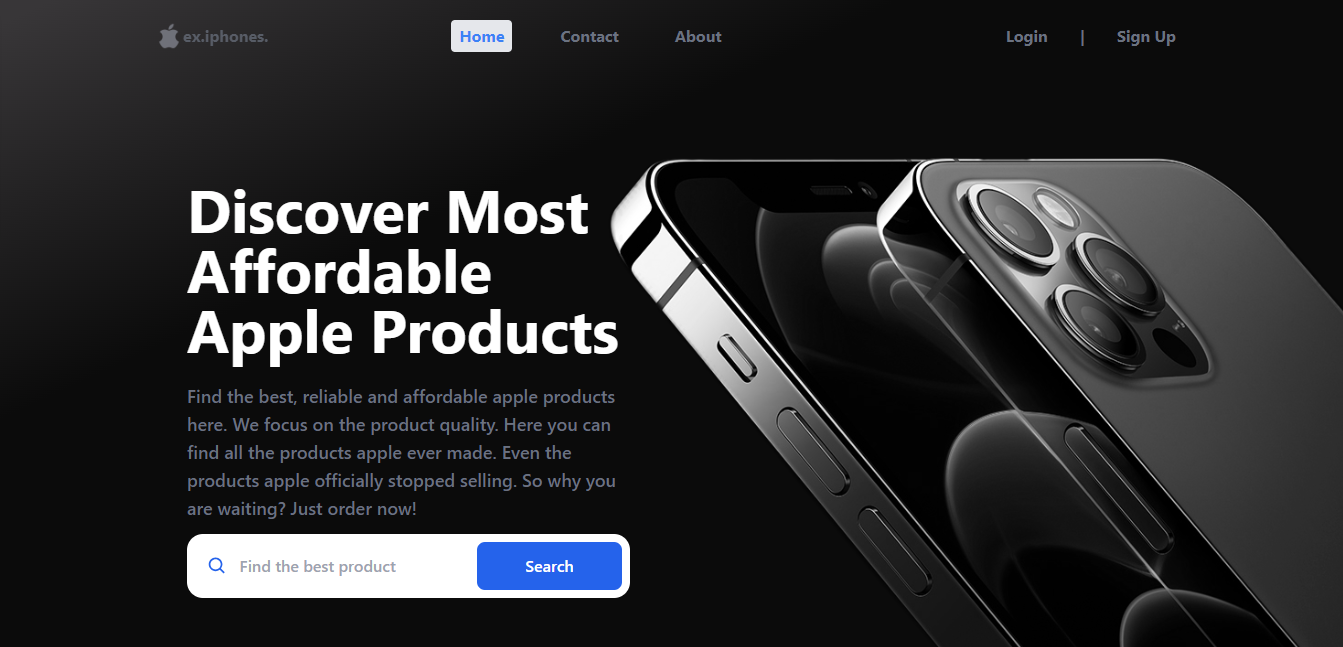 ex.iphones.
Home
Contact
About
Login
|
Sign Up
Discover Most
Affordable
Apple Products
Find the best, reliable and affordable apple products
here. We focus on the product quality. Here you can
find all the products apple ever made. Even the
products apple officially stopped selling. So why you
are waiting? Just order now!
Find the best product
Search